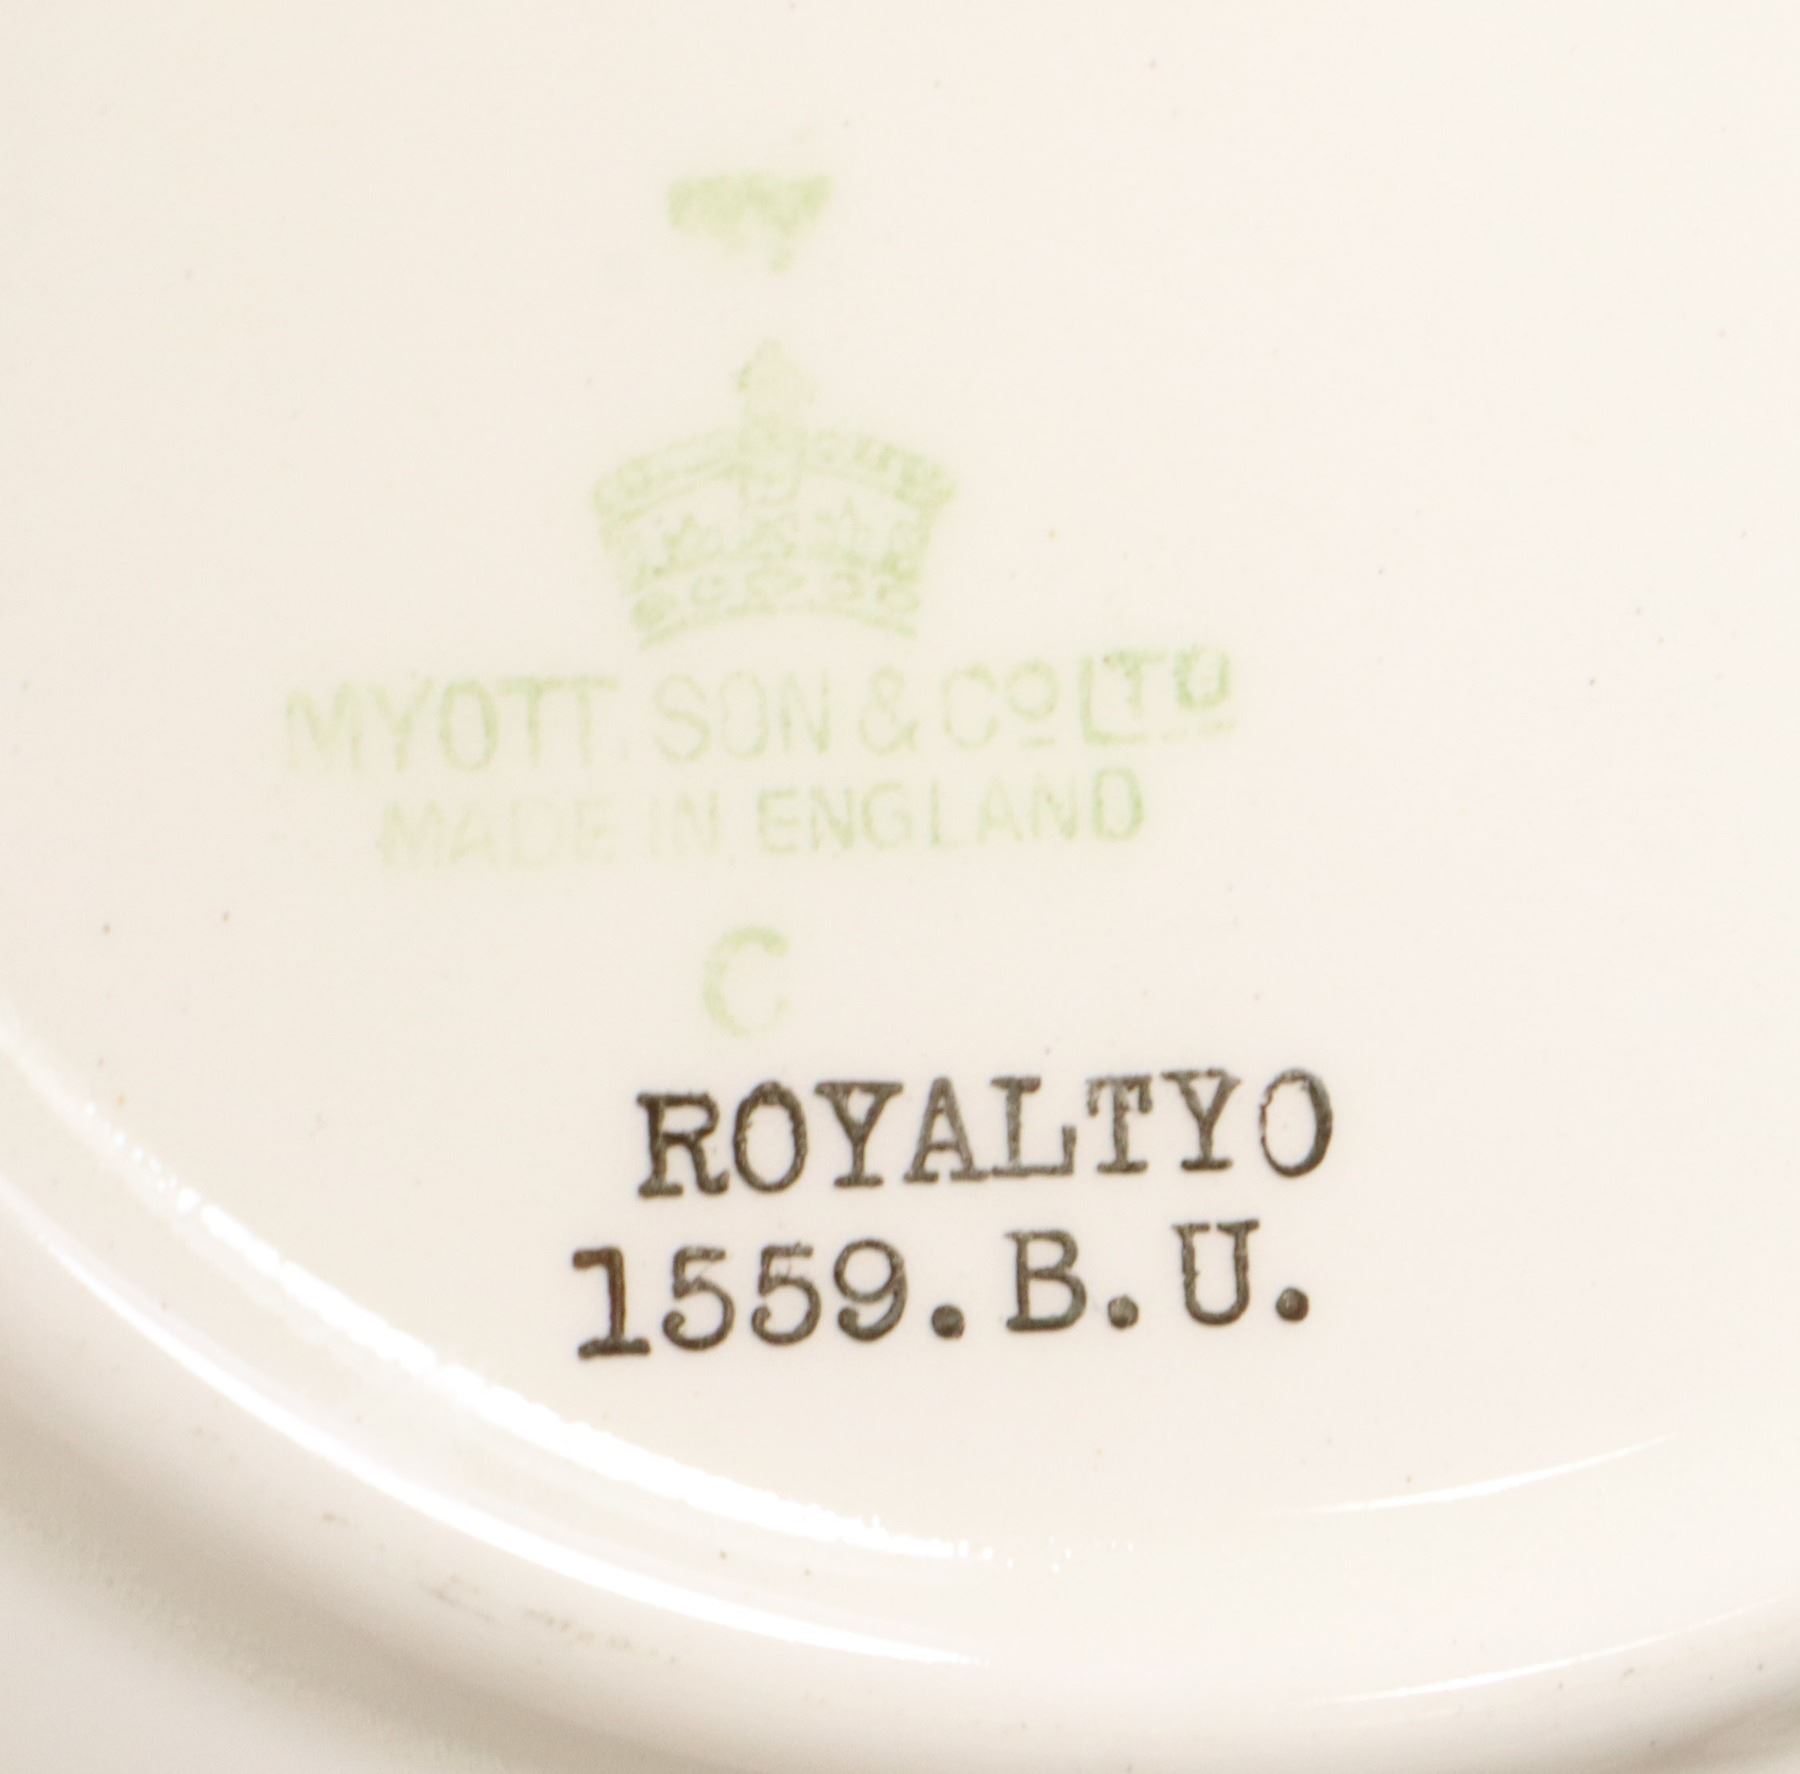 MYOTT. SON & Co LTD
MADE IN ENGLAND
C
ROYALTYO
1559.B.U.